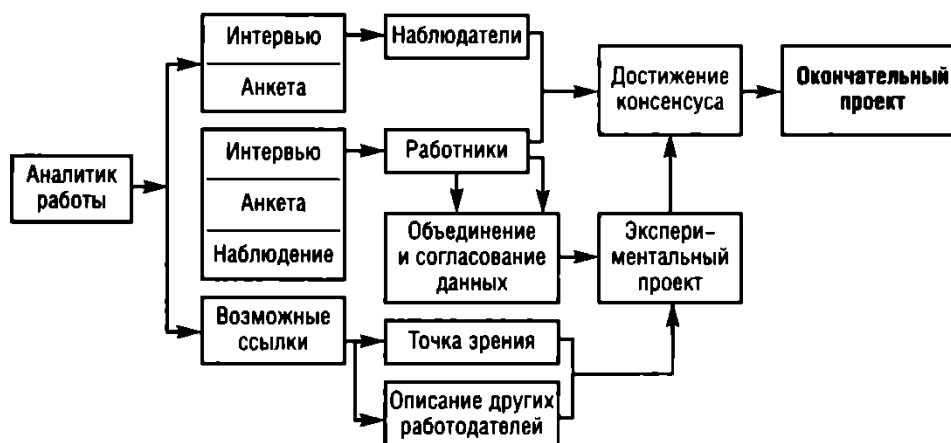 Аналитик
работы
Интервью
Анкета
Интервью
Анкета
Наблюдение
Возможные
ссылки
Наблюдатели
Работники
Объединение
и согласование
данных
Точка зрения
Описание других
работодателей
Достижение
консенсуса
Экспери-
ментальный
проект
Окончательный
проект